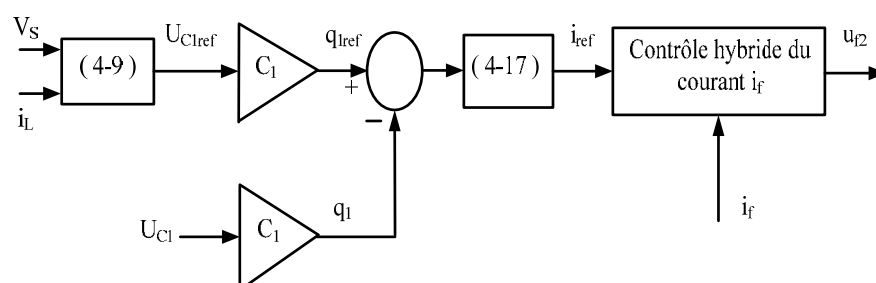 V_S
i_L
( 4-9 )
U_C1ref
C_1
q_1ref
+
−
( 4-17 )
i_ref
Contrôle hybride du
courant i_f
u_f2
U_C1
C_1
q_1
i_f